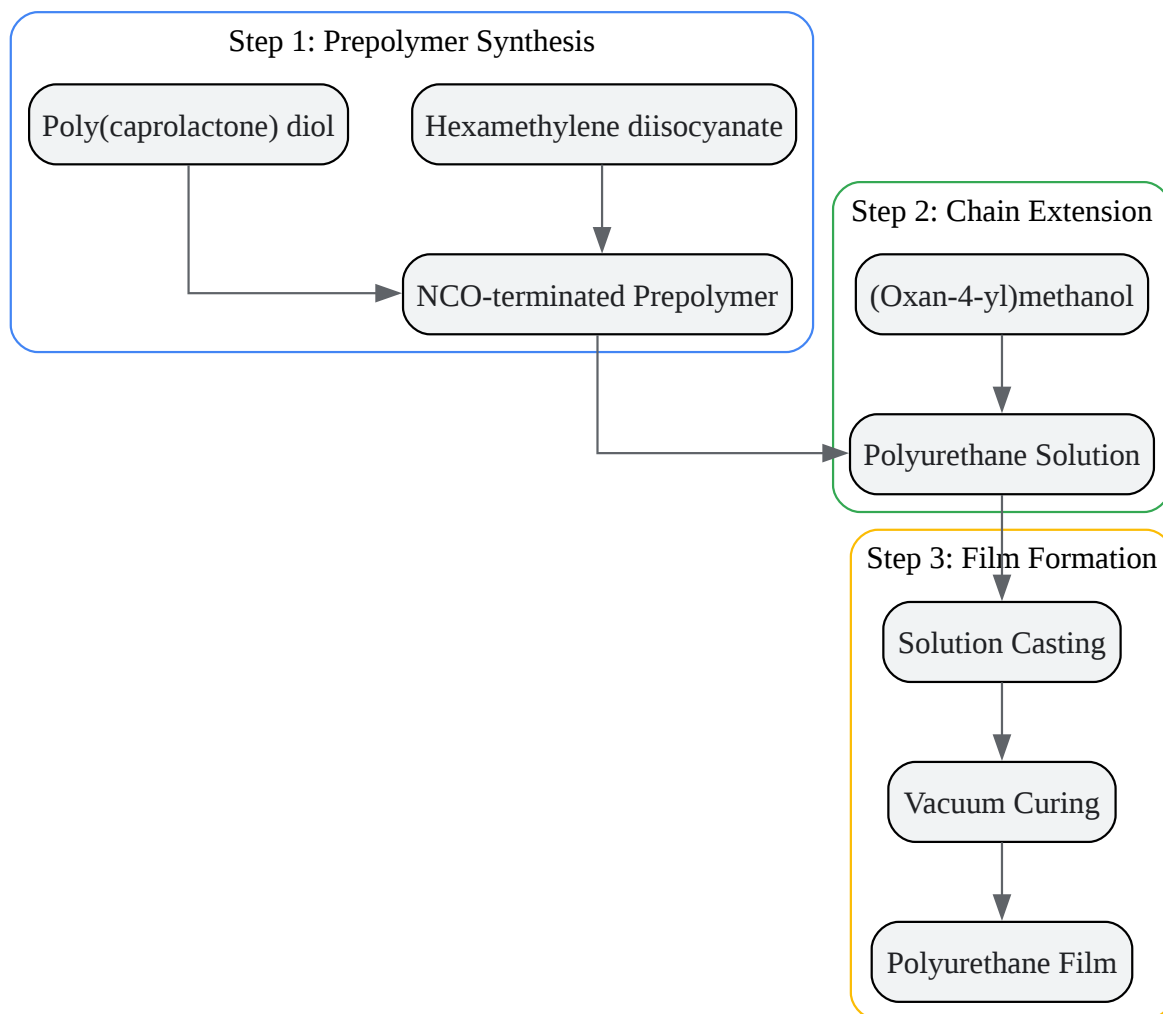 Step 1: Prepolymer Synthesis
Poly(caprolactone) diol
Hexamethylene diisocyanate
NCO-terminated Prepolymer
Step 2: Chain Extension
(Oxan-4-yl)methanol
Polyurethane Solution
Step 3: Film Formation
Solution Casting
Vacuum Curing
Polyurethane Film